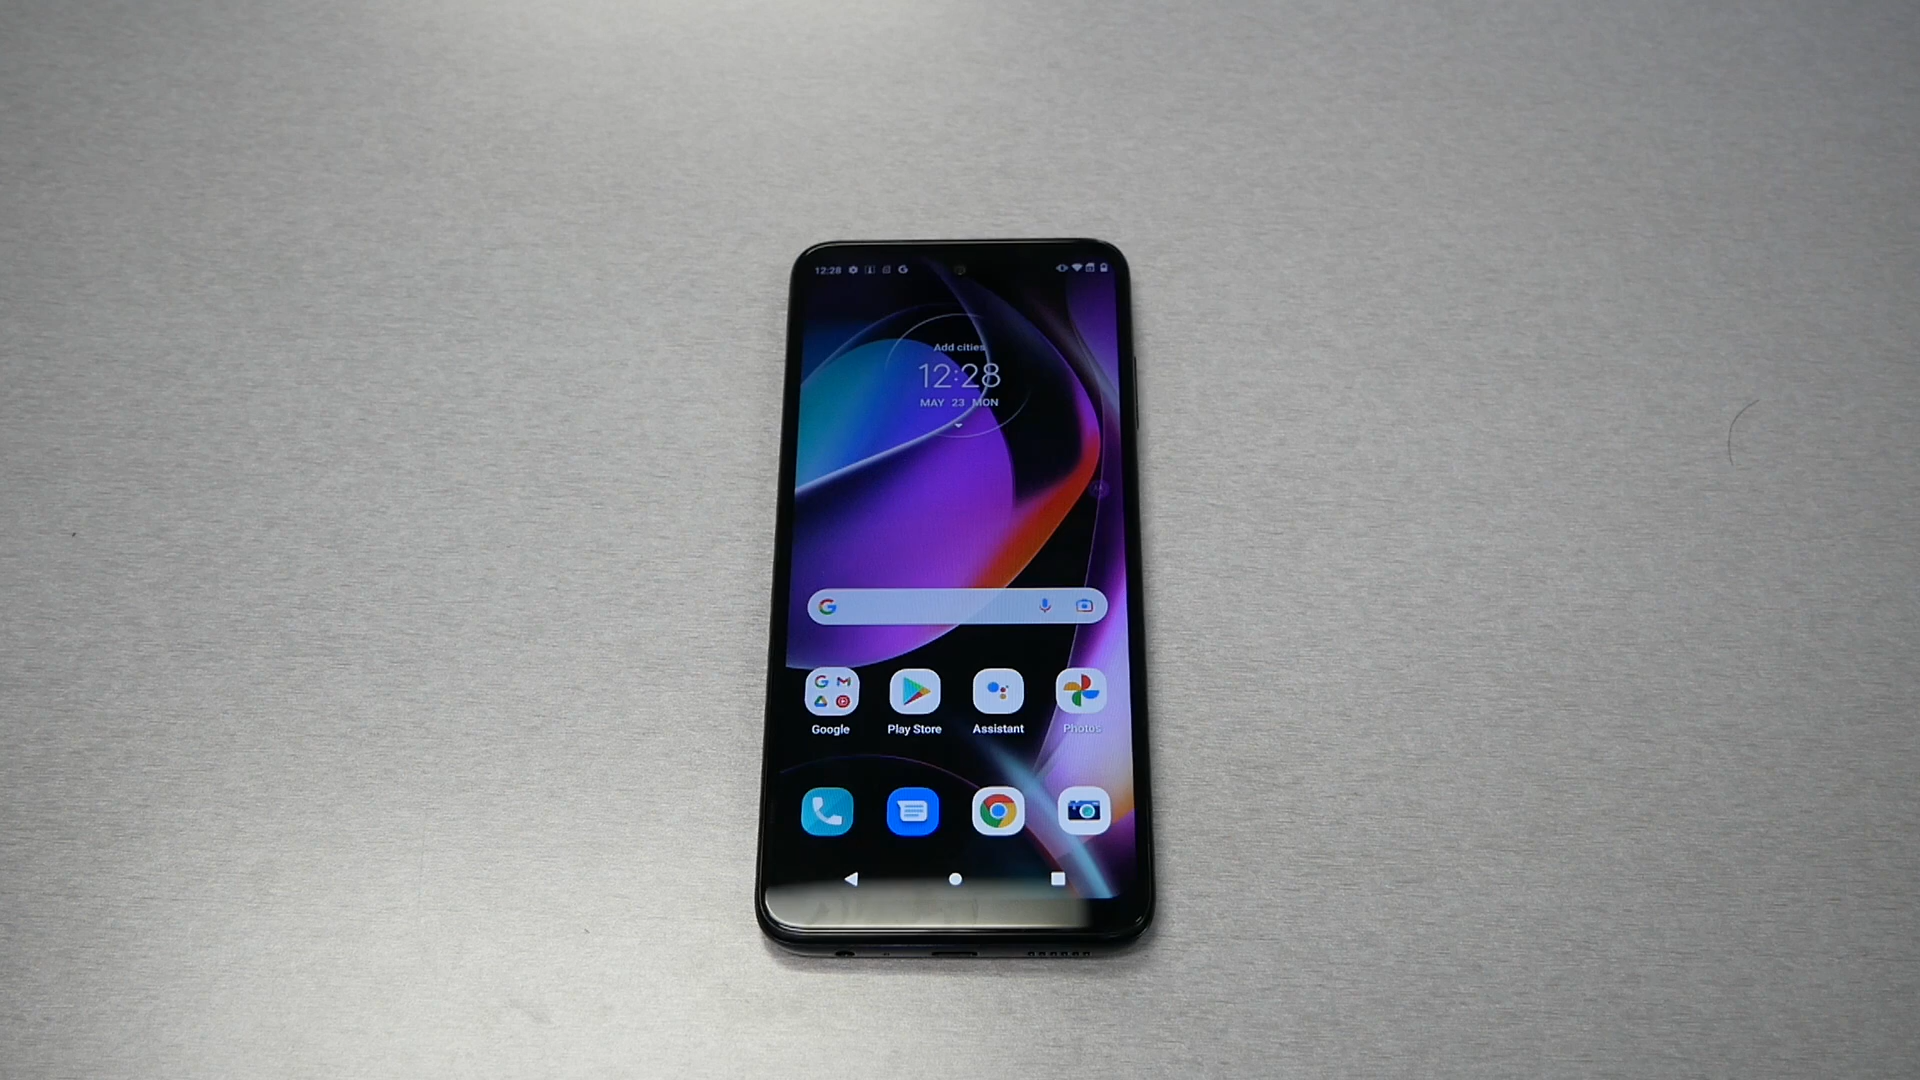 12:28
Add cities
12:28
MAY 23 MON
Google
Play Store
Assistant
Photos